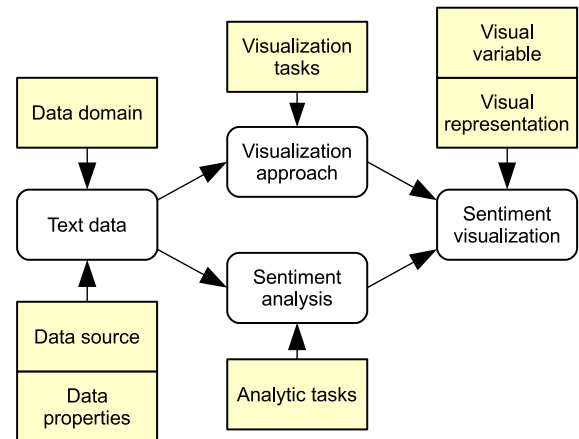 Visualization
tasks
Visual
variable
Visual
representation
Data domain
Visualization
approach
Text data
Sentiment
visualization
Sentiment
analysis
Data source
Data
properties
Analytic tasks